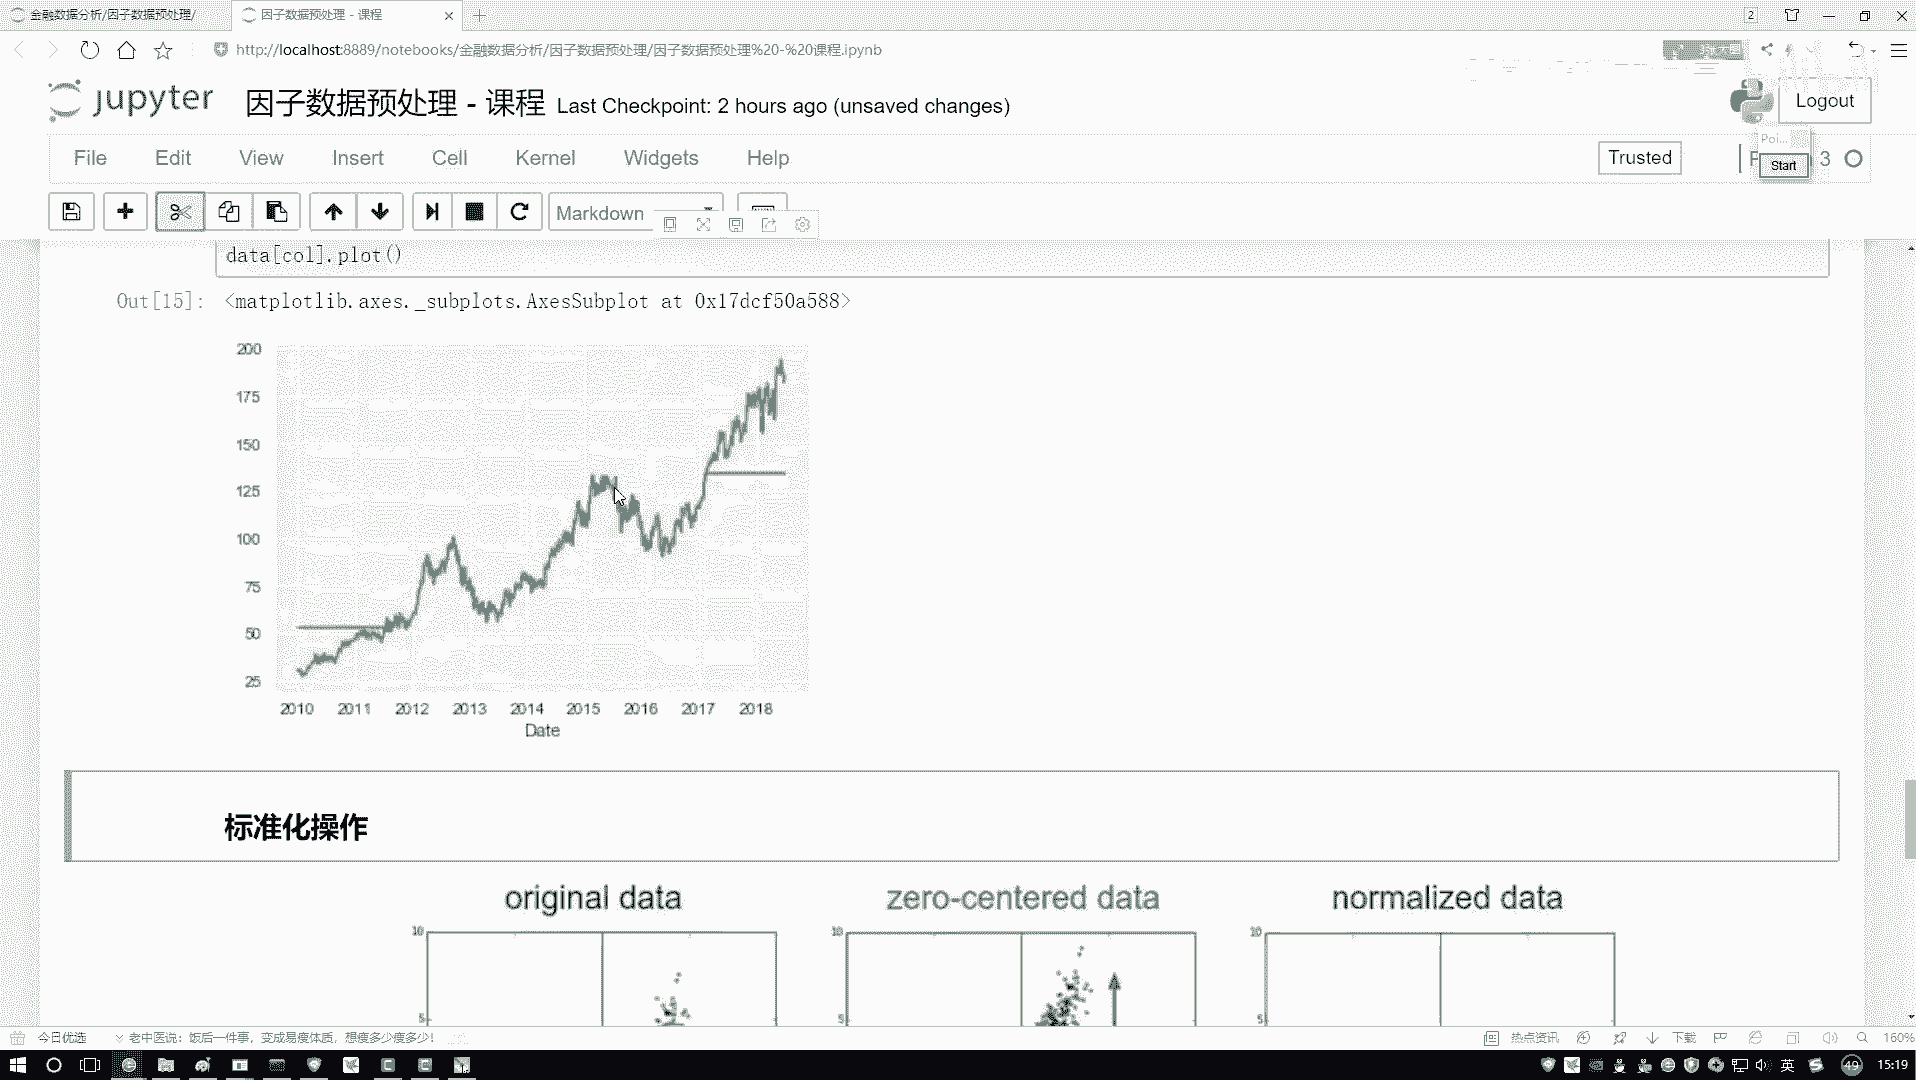 金融数据分析/因子数据预处理/
因子数据预处理 - 课程
2
http://localhost:8889/notebooks/金融数据分析/因子数据预处理/因子数据预处理%20-%20课程.ipynb
jupyter
因子数据预处理 - 课程 Last Checkpoint: 2 hours ago (unsaved changes)
Logout
File Edit View Insert Cell Kernel Widgets Help
Trusted
3
Poi...
Start
Markdown
data[col].plot()
Out[15]: <matplotlib.axes._subplots.AxesSubplot at 0x17dcf50a588>
200
175
150
125
100
75
50
25
2010 2011 2012 2013 2014 2015 2016 2017 2018
Date
标准化操作
original data zero-centered data normalized data
10 10 10
5 5 5
今日优选 老中医说：饭后一件事，变成易瘦体质，想瘦多少瘦多少！
热点资讯 下载 160%
英 49 15:19